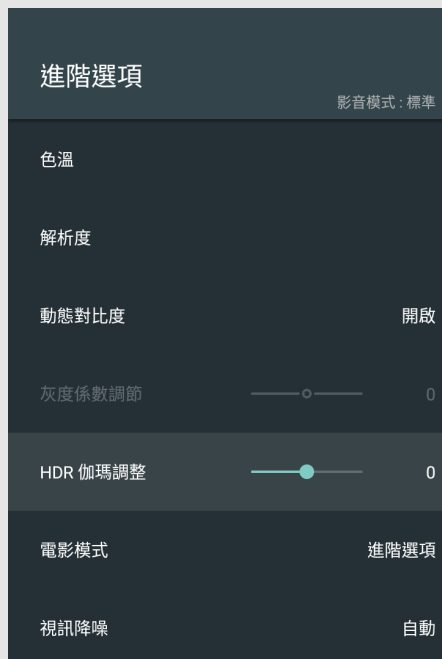 進階選項
影音模式 : 標準
色溫
解析度
動態對比度 開啟
灰度係數調節 0
HDR 伽瑪調整 0
電影模式 進階選項
視訊降噪 自動